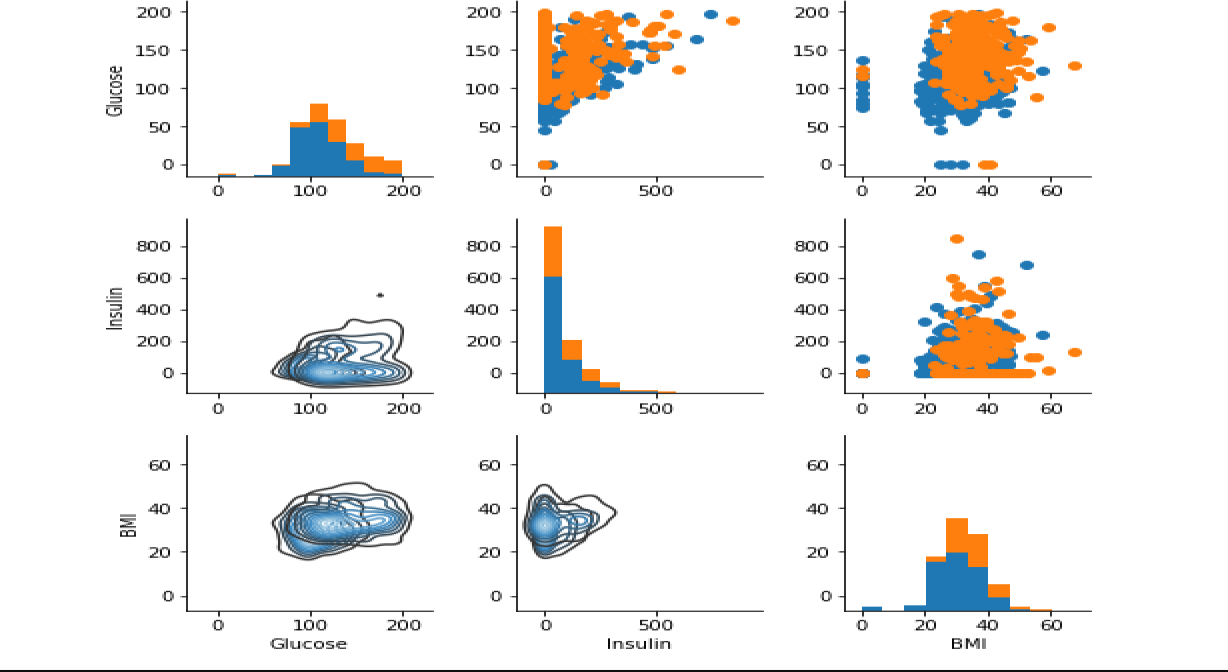 200 200 200
150 150 150
Glucose 100 100 100
50 50 50
0 0 0
0 100 200 0 500 0 20 40 60
800 800 800
600 600 600
Insulin 400 400 400
200 200 200
0 0 0
0 100 200 0 500 0 20 40 60
60 60 60
BMI 40 40 40
20 20 20
0 0 0
0 100 200 0 500 0 20 40 60
Glucose Insulin BMI